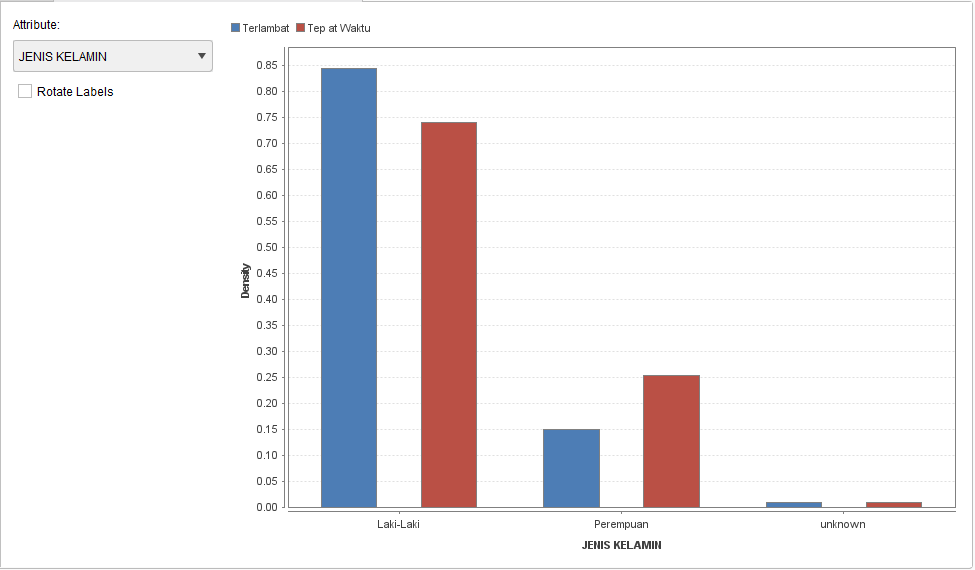 Attribute:
JENIS KELAMIN
Rotate Labels
Terlambat Tep at Waktu
0.85
0.80
0.75
0.70
0.65
0.60
0.55
0.50
0.45
0.40
0.35
0.30
0.25
0.20
0.15
0.10
0.05
0.00
Density
Laki-Laki Perempuan unknown
JENIS KELAMIN